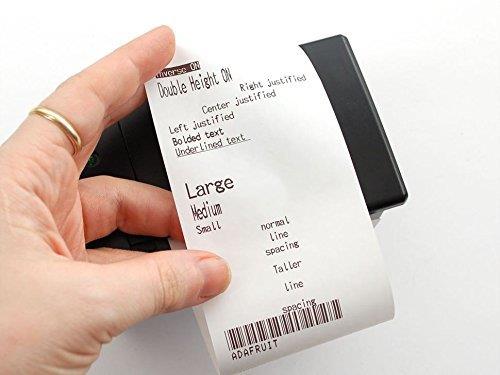 Inverse ON
Double Height ON
Right justified
Center justified
Left justified
Bolded text
Underlined text
Large
Medium
Small
normal
line
spacing
Taller
line
spacing
ADAFRUIT